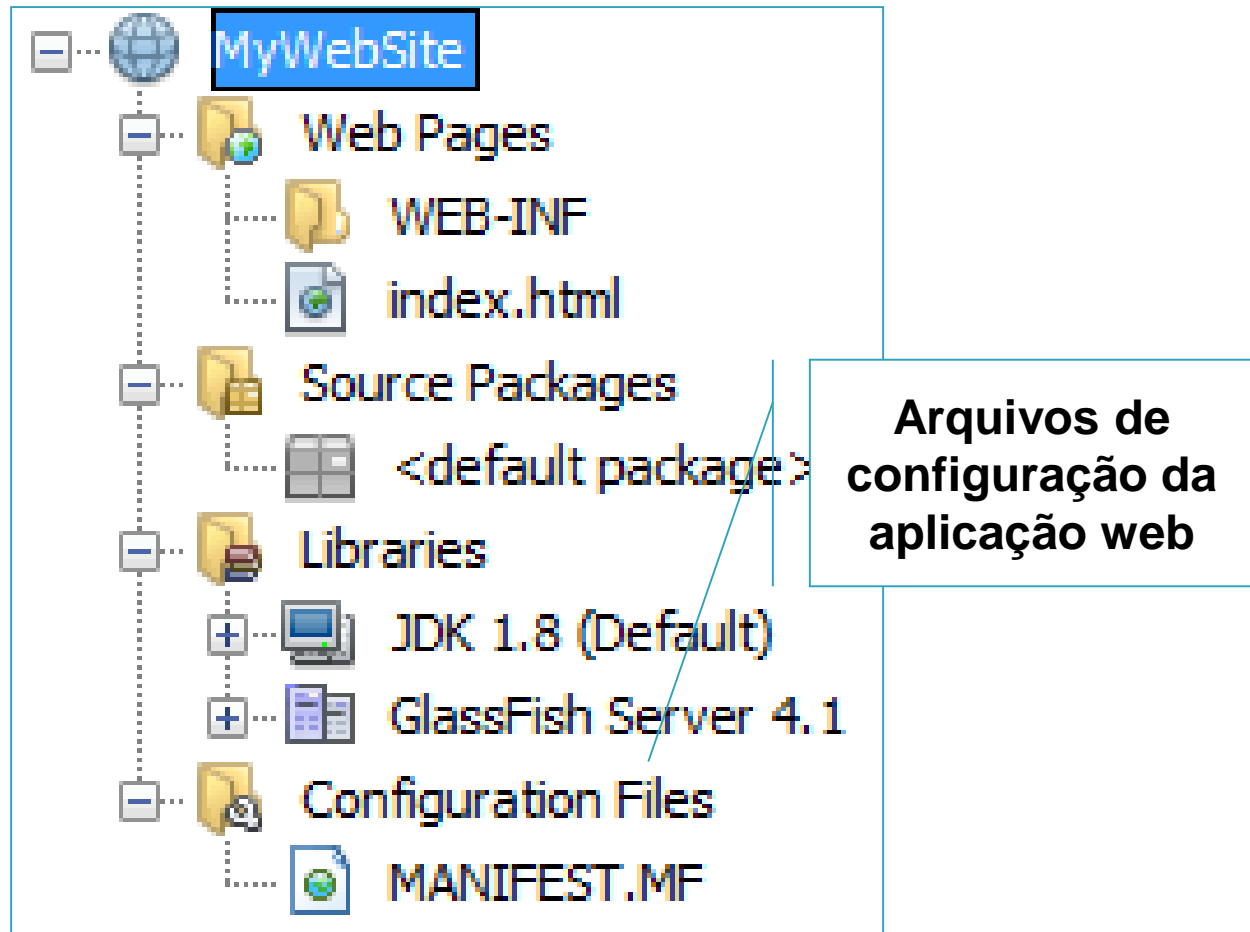 MyWebSite
Web Pages
WEB-INF
index.html
Source Packages
<default package>
Libraries
JDK 1.8 (Default)
GlassFish Server 4.1
Configuration Files
MANIFEST.MF
Arquivos de
configuração da
aplicação web